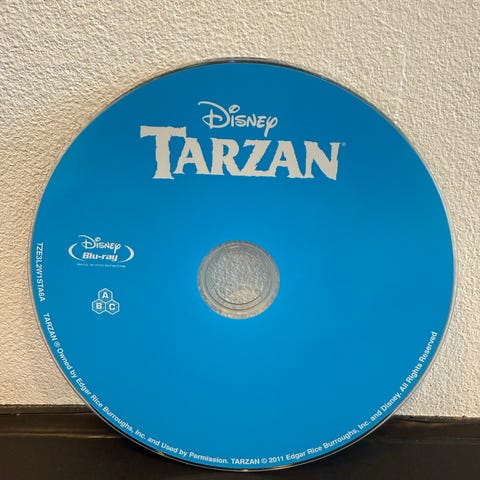 Disney
TARZAN®
Disney
Blu-ray
A
B C
TZE3L2W1STA6A
TARZAN ® Owned by Edgar Rice Burroughs, Inc. and Used by Permission. TARZAN © 2011 Edgar Rice Burroughs, Inc. and Disney. All Rights Reserved